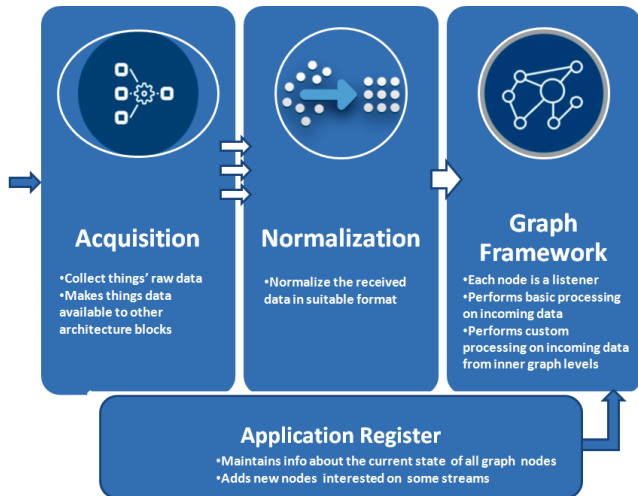 Acquisition
•Collect things' raw data
•Makes things data
available to other
architecture blocks
Normalization
•Normalize the received
data in suitable format
Graph
Framework
•Each node is a listener
•Performs basic processing
on incoming data
•Performs custom
processing on incoming data
from inner graph levels
Application Register
•Maintains info about the current state of all graph nodes
•Adds new nodes interested on some streams